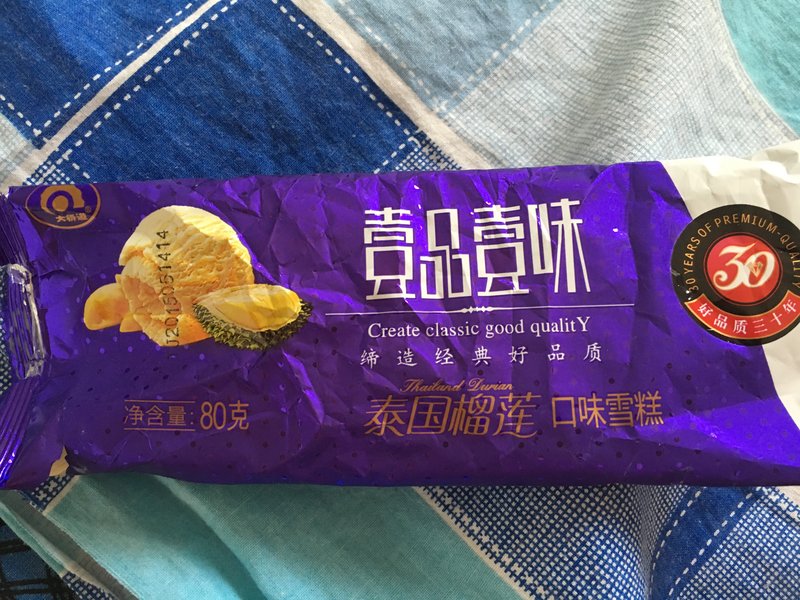 大桥道
®
J2015051414
壹品壹味
Create classic good qualitY
缔造经典好品质
Thailand Durian
泰国榴莲 口味雪糕
净含量: 80克
30 YEARS OF PREMIUM-QUALITY
30
好品质三十年